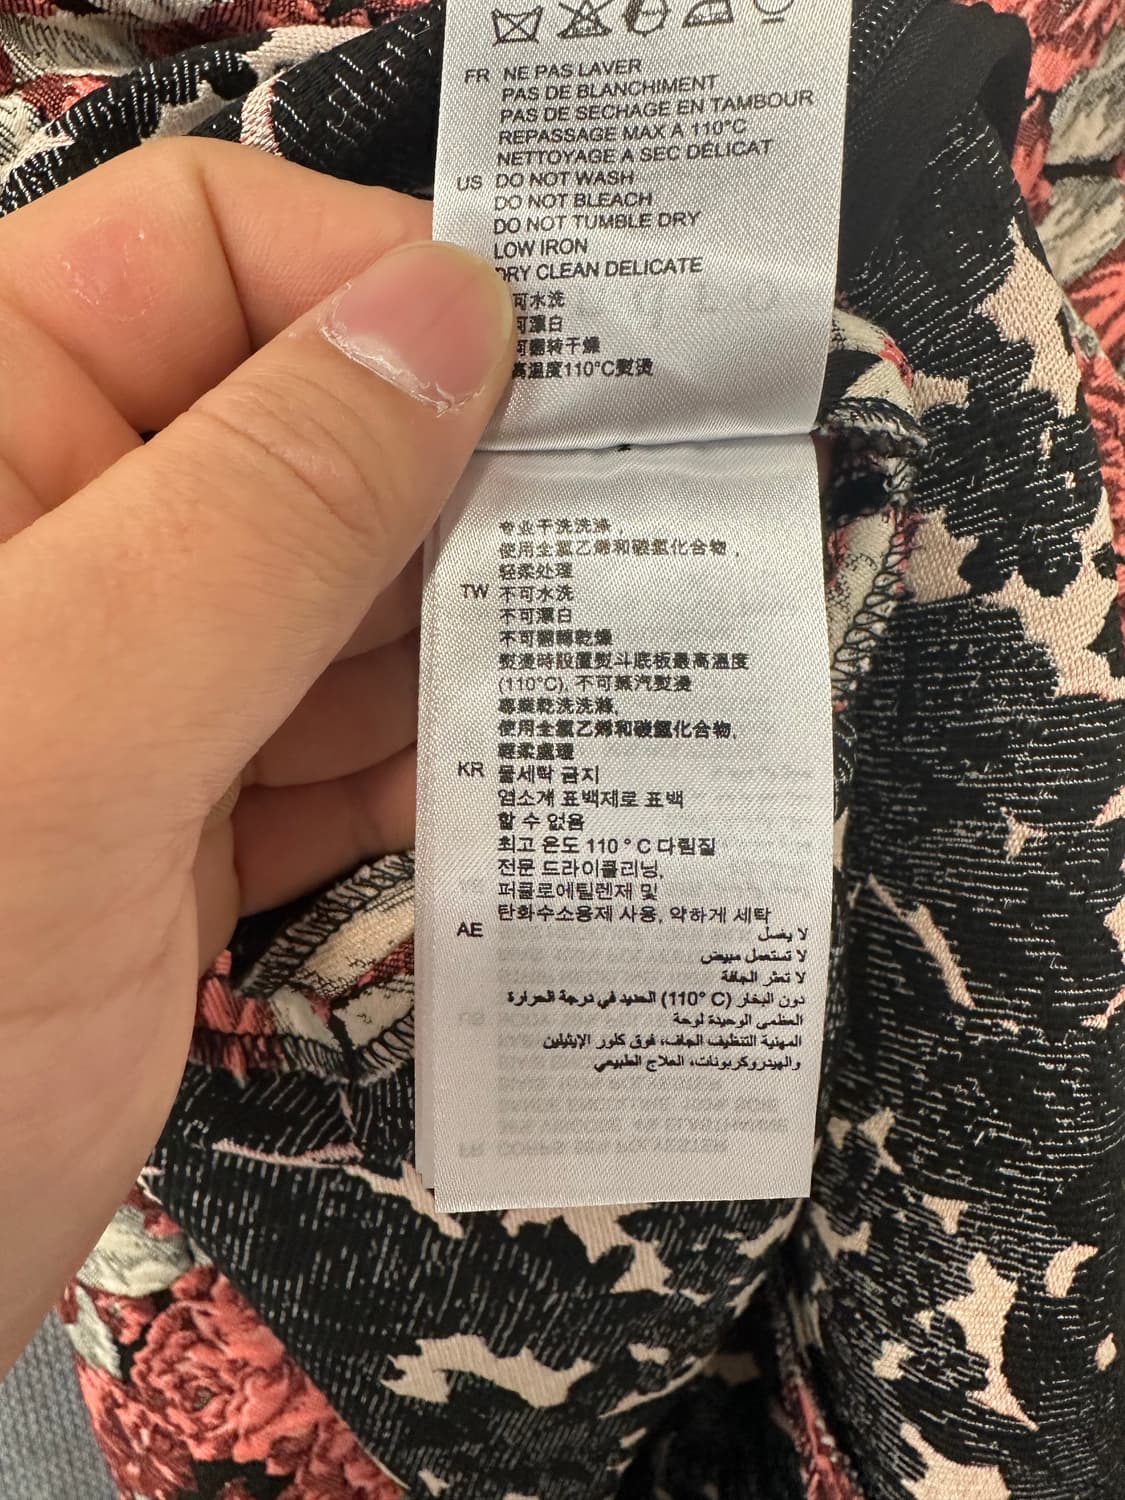 FR NE PAS LAVER
PAS DE BLANCHIMENT
PAS DE SECHAGE EN TAMBOUR
REPASSAGE MAX A 110°C
NETTOYAGE A SEC DÉLICAT
US DO NOT WASH
DO NOT BLEACH
DO NOT TUMBLE DRY
LOW IRON
DRY CLEAN DELICATE
可水洗
可漂白
可翻转干燥
高温度110°C熨烫
专业干洗洗涤,
使用全氯乙烯和碳氢化合物,
轻柔处理
TW 不可水洗
不可漂白
不可翻轉乾燥
熨燙時設置熨斗底板最高溫度
(110°C), 不可蒸汽熨燙
專業乾洗洗滌,
使用全氯乙烯和碳氫化合物,
輕柔處理
KR 물세탁 금지
염소계 표백제로 표백
할 수 없음
최고 온도 110 ° C 다림질
전문 드라이클리닝,
퍼클로에틸렌제 및
탄화수소용제 사용, 약하게 세탁
AE لا يغسل
لا تستعمل مبيض
لا تعثر الجافة
دون البخار (110° C) الحديد في درجة الحرارة
العظمى الوحيدة لوحة
المهنية التنظيف الجاف، فوق كلور الإيثيلين
والهيدروكربونات، العلاج الطبيعي